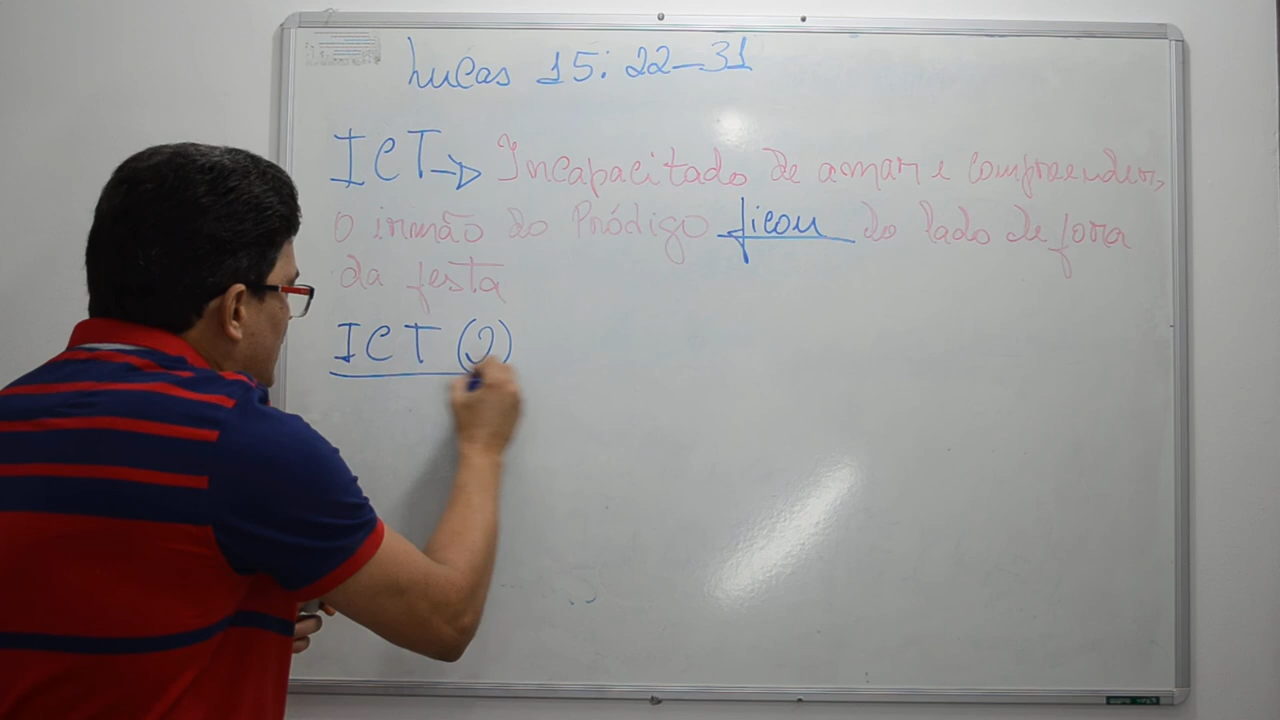 Lucas 15: 22-31
ICT→ Incapacitado de amar e compreender,
o irmão do Pródigo ficou do lado de fora
da festa
ICT (2)